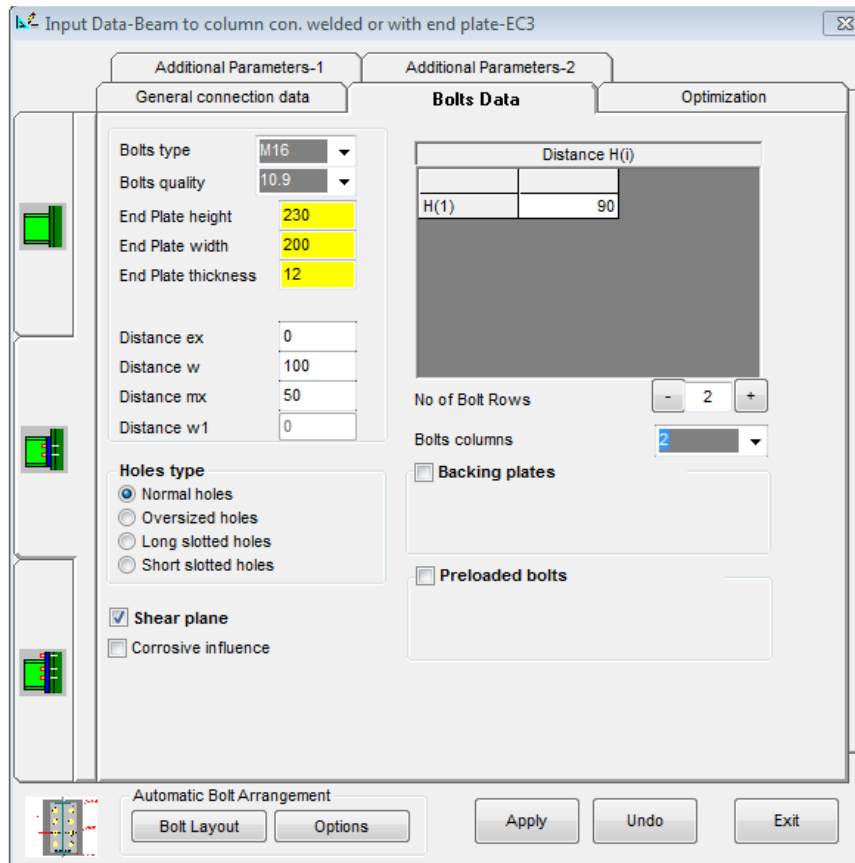 Input Data-Beam to column con. welded or with end plate-EC3
Additional Parameters-1
Additional Parameters-2
General connection data
Bolts Data
Optimization
Bolts type M16
Bolts quality 10.9
End Plate height 230
End Plate width 200
End Plate thickness 12
Distance ex 0
Distance w 100
Distance mx 50
Distance w1 0
Holes type
Normal holes
Oversized holes
Long slotted holes
Short slotted holes
Shear plane
Corrosive influence
Distance H(i)
H(1) 90
No of Bolt Rows - 2 +
Bolts columns 2
Backing plates
Preloaded bolts
Automatic Bolt Arrangement
Bolt Layout
Options
Apply
Undo
Exit